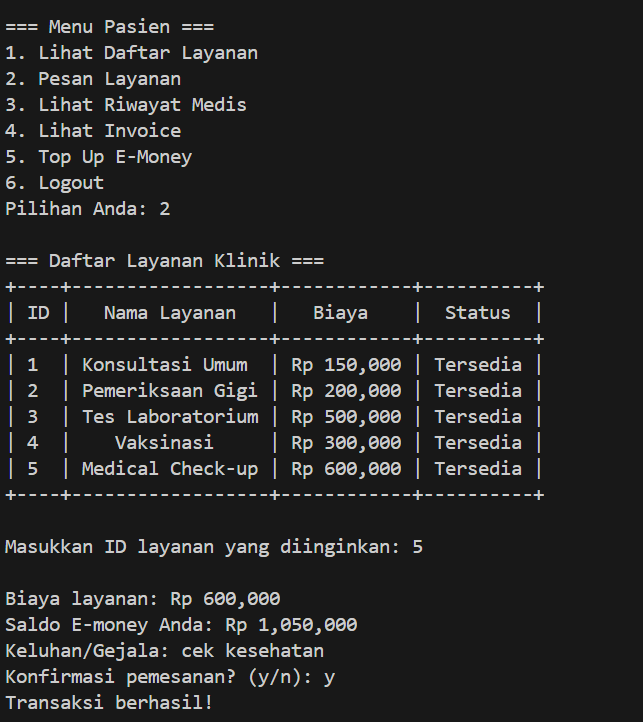 === Menu Pasien ===
1. Lihat Daftar Layanan
2. Pesan Layanan
3. Lihat Riwayat Medis
4. Lihat Invoice
5. Top Up E-Money
6. Logout
Pilihan Anda: 2

=== Daftar Layanan Klinik ===
+----+------------------+------------+----------+
| ID |   Nama Layanan   |   Biaya    |  Status  |
+----+------------------+------------+----------+
| 1  | Konsultasi Umum  | Rp 150,000 | Tersedia |
| 2  | Pemeriksaan Gigi | Rp 200,000 | Tersedia |
| 3  | Tes Laboratorium | Rp 500,000 | Tersedia |
| 4  |    Vaksinasi     | Rp 300,000 | Tersedia |
| 5  | Medical Check-up | Rp 600,000 | Tersedia |
+----+------------------+------------+----------+

Masukkan ID layanan yang diinginkan: 5

Biaya layanan: Rp 600,000
Saldo E-money Anda: Rp 1,050,000
Keluhan/Gejala: cek kesehatan
Konfirmasi pemesanan? (y/n): y
Transaksi berhasil!